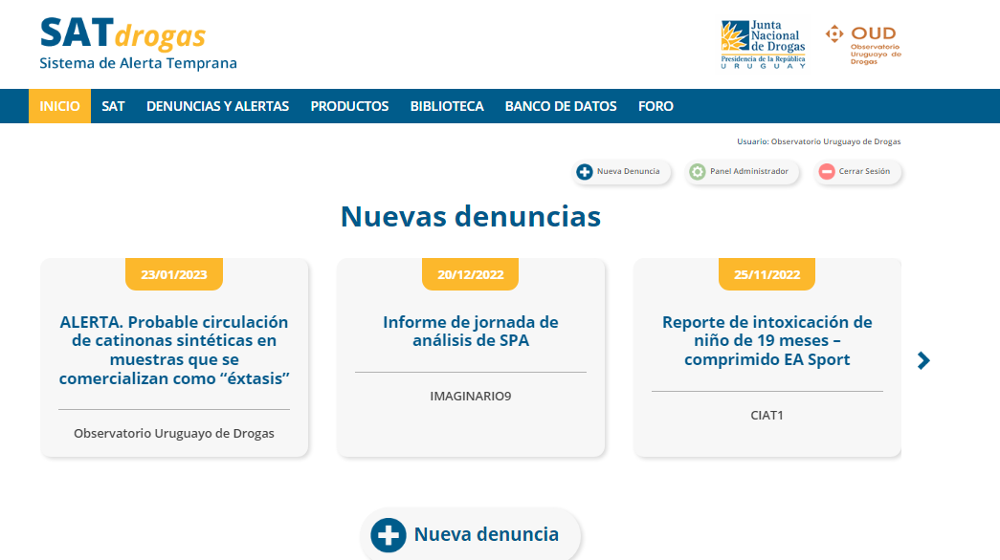 SAT drogas
Sistema de Alerta Temprana
Junta
Nacional
de Drogas
Presidencia de la República
URUGUAY
OUD
Observatorio
Uruguayo de
Drogas
INICIO SAT DENUNCIAS Y ALERTAS PRODUCTOS BIBLIOTECA BANCO DE DATOS FORO
Usuario: Observatorio Uruguayo de Drogas
Nueva Denuncia Panel Administrador Cerrar Sesión
Nuevas denuncias
23/01/2023
ALERTA. Probable circulación
de catinonas sintéticas en
muestras que se
comercializan como “éxtasis”
Observatorio Uruguayo de Drogas
20/12/2022
Informe de jornada de
análisis de SPA
IMAGINARIO9
25/11/2022
Reporte de intoxicación de
niño de 19 meses –
comprimido EA Sport
CIAT1
Nueva denuncia